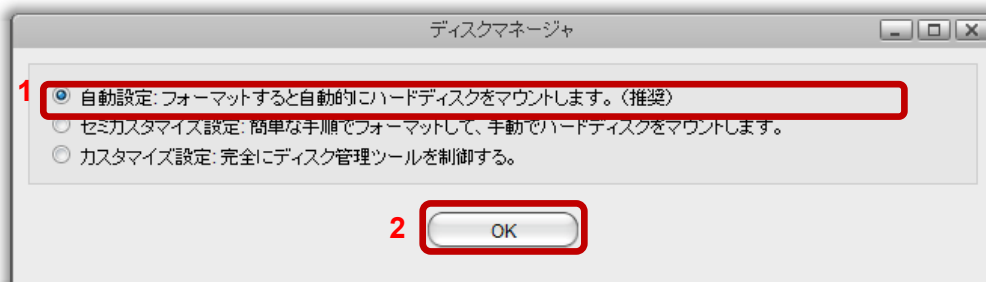 ディスクマネージャ
1
自動設定: フォーマットすると自動的にハードディスクをマウントします。(推奨)
セミカスタマイズ設定: 簡単な手順でフォーマットして、手動でハードディスクをマウントします。
カスタマイズ設定: 完全にディスク管理ツールを制御する。
2
OK